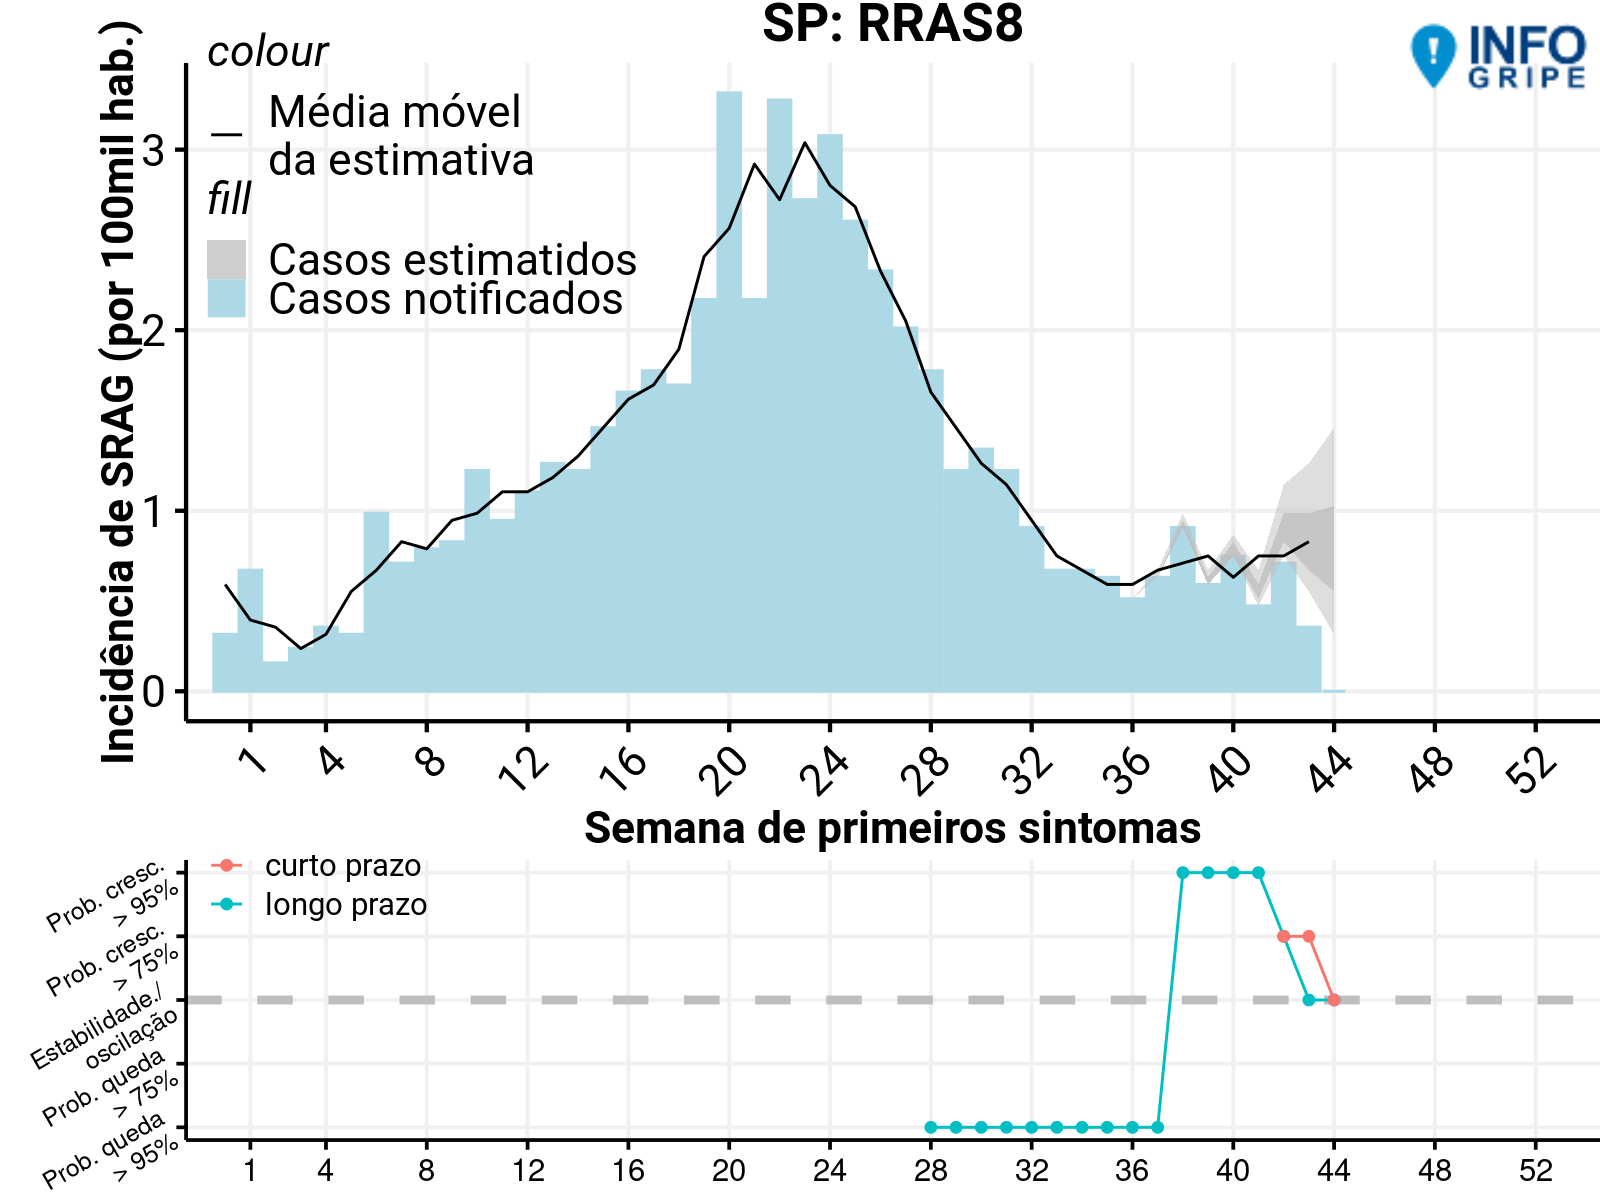 SP: RRAS8
INFO
GRIPE
colour
Média móvel
da estimativa
fill
Casos estimatidos
Casos notificados
Incidência de SRAG (por 100mil hab.)
3
2
1
0
1 4 8 12 16 20 24 28 32 36 40 44 48 52
Semana de primeiros sintomas
curto prazo
longo prazo
Prob. cresc.
> 95%
Prob. cresc.
> 75%
Estabilidade./
oscilação
Prob. queda
> 75%
Prob. queda
> 95%
1 4 8 12 16 20 24 28 32 36 40 44 48 52